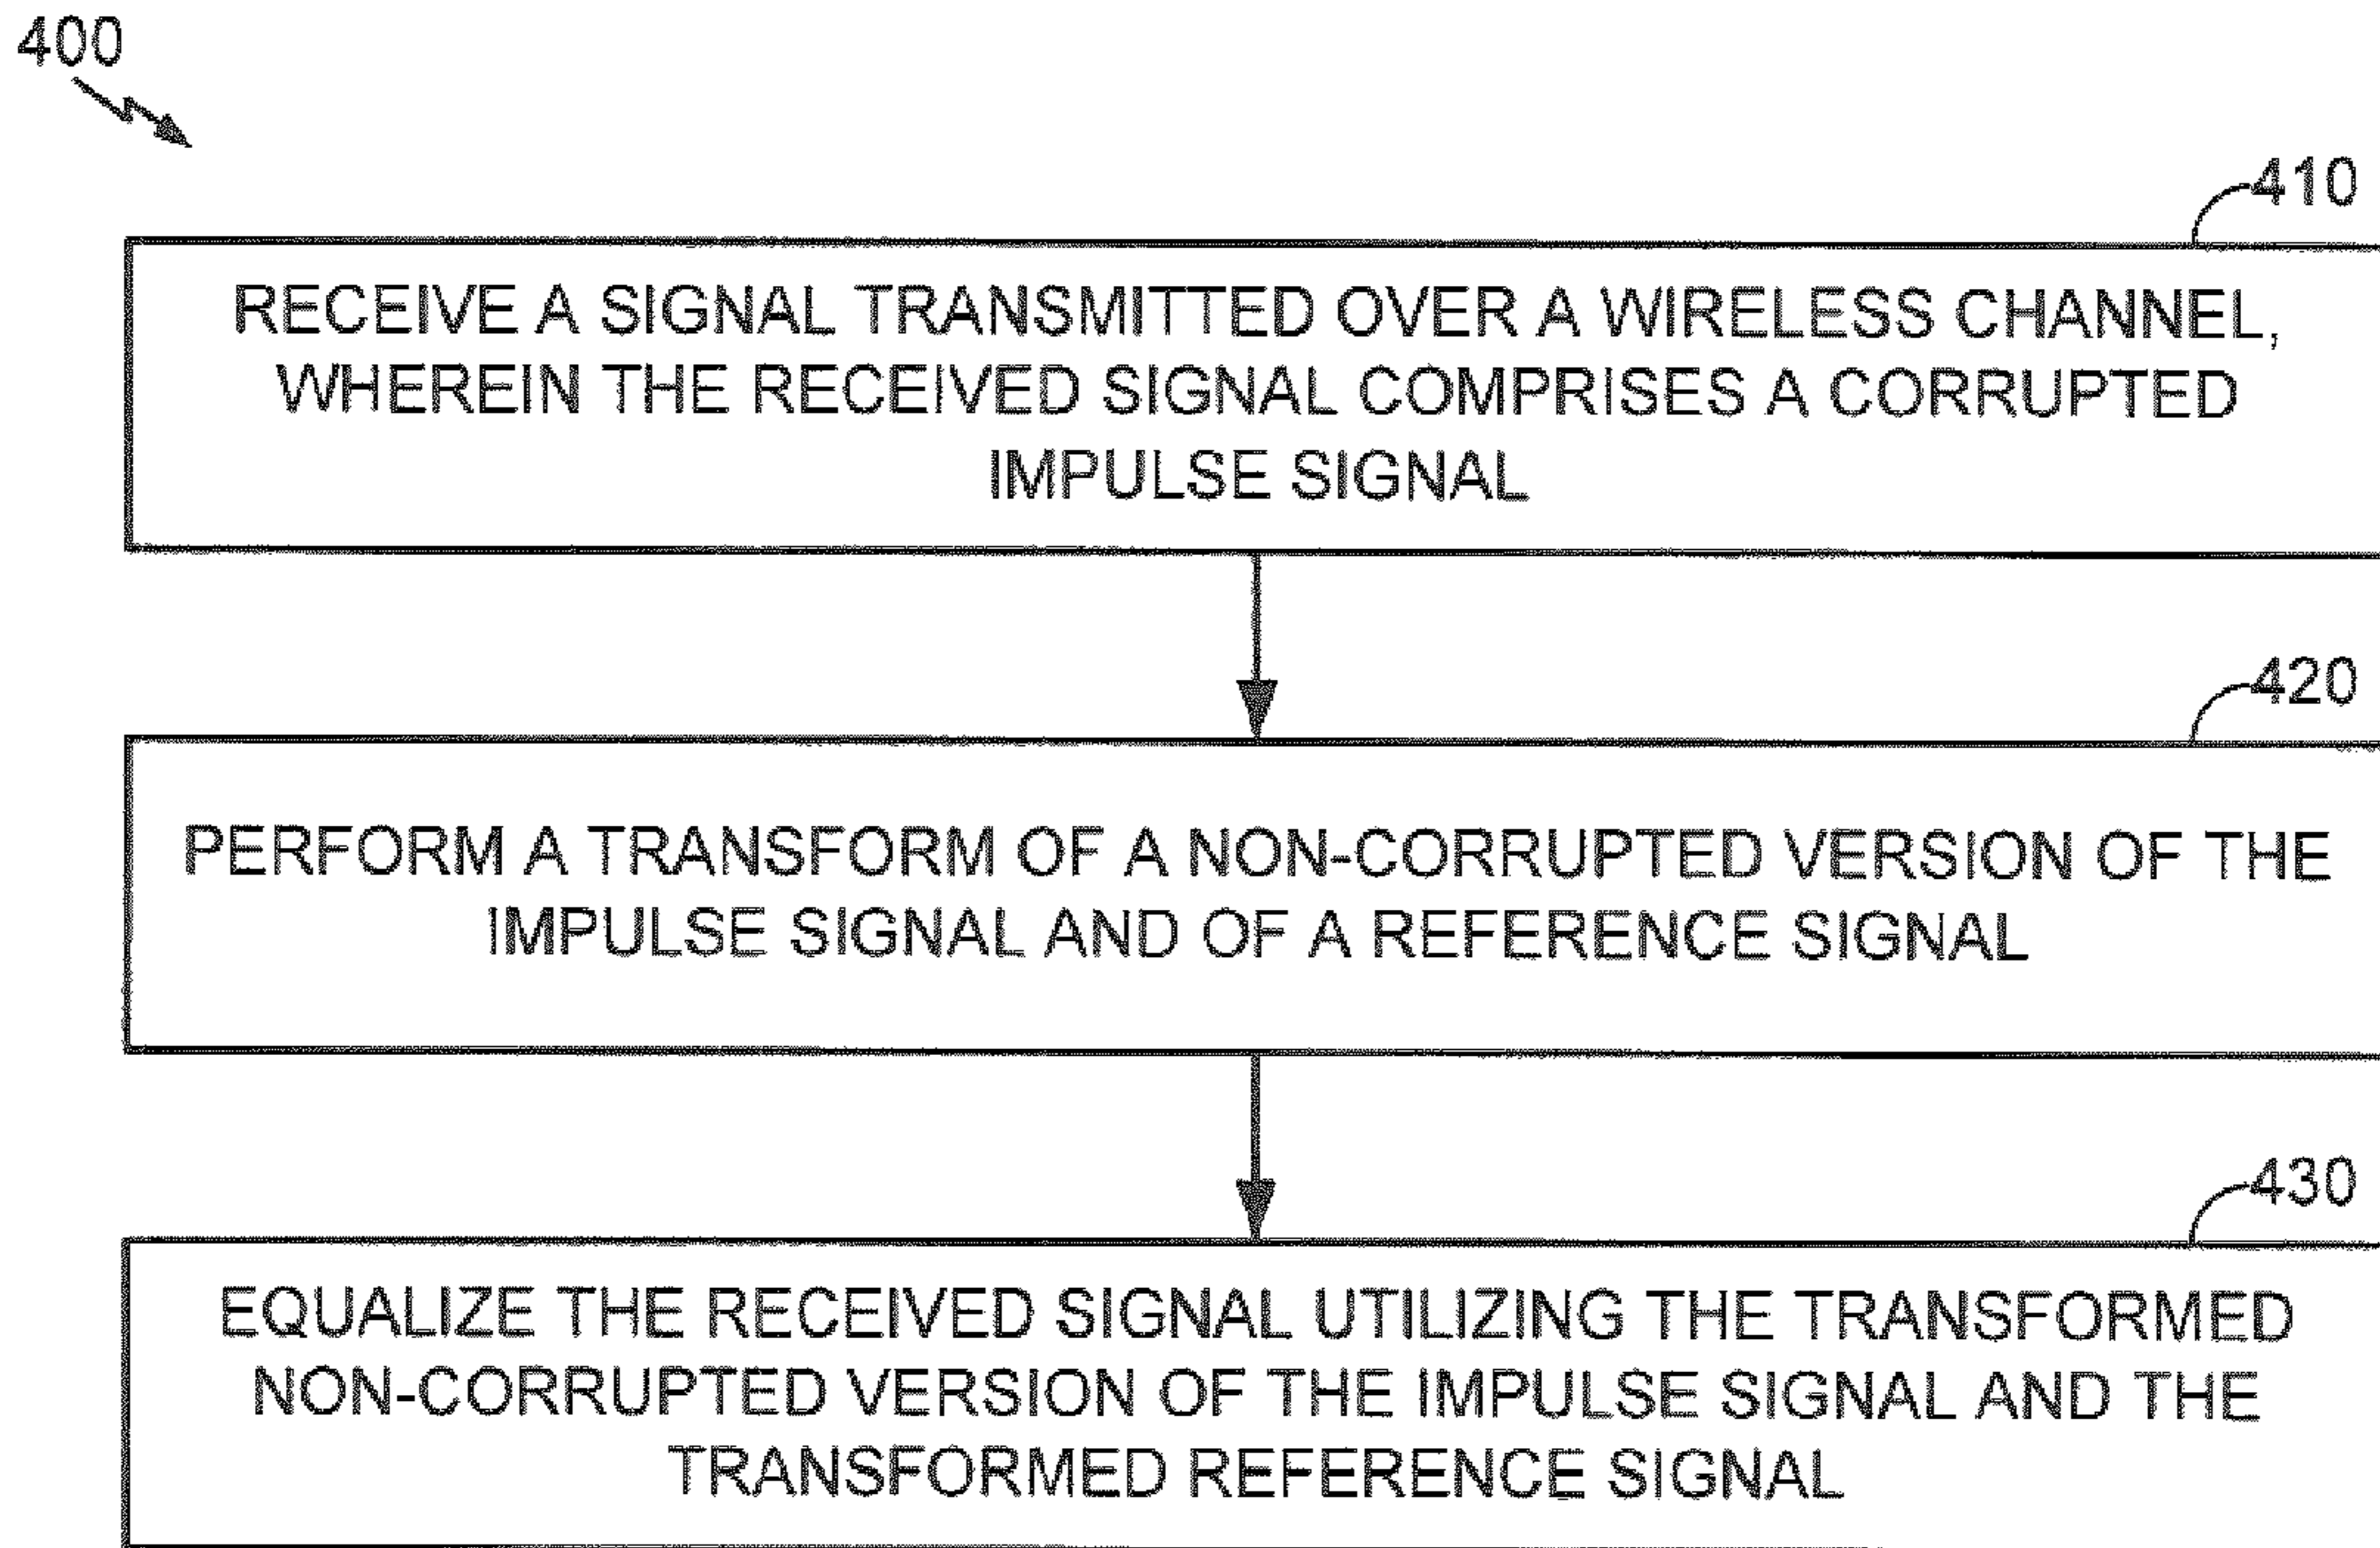 400
410
RECEIVE A SIGNAL TRANSMITTED OVER A WIRELESS CHANNEL,
WHEREIN THE RECEIVED SIGNAL COMPRISES A CORRUPTED
IMPULSE SIGNAL
420
PERFORM A TRANSFORM OF A NON-CORRUPTED VERSION OF THE
IMPULSE SIGNAL AND OF A REFERENCE SIGNAL
430
EQUALIZE THE RECEIVED SIGNAL UTILIZING THE TRANSFORMED
NON-CORRUPTED VERSION OF THE IMPULSE SIGNAL AND THE
TRANSFORMED REFERENCE SIGNAL